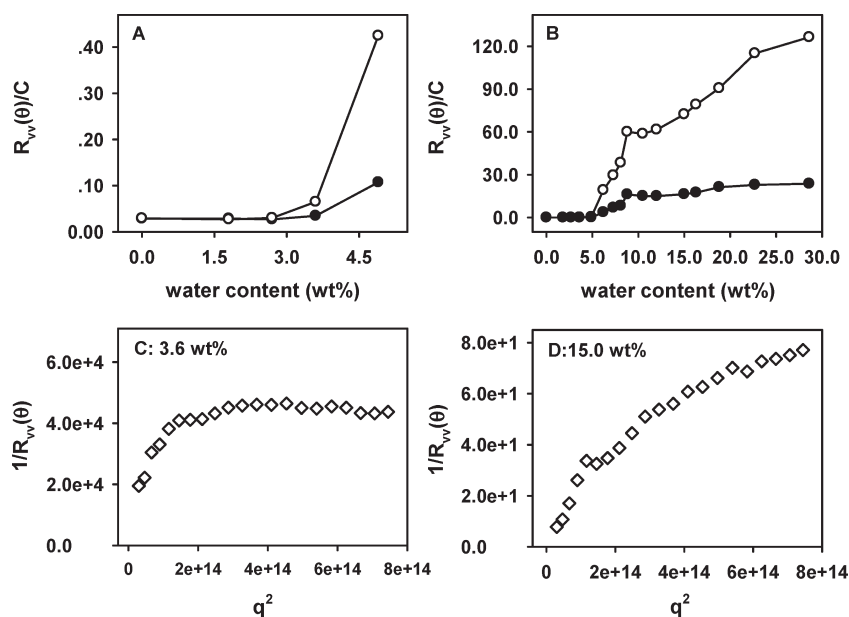 A
.40
.30
.20
.10
0.00
R_vv(θ)/C
0.0 1.5 3.0 4.5
water content (wt%)
B
120.0
90.0
60.0
30.0
0.0
R_vv(θ)/C
0.0 5.0 10.0 15.0 20.0 25.0 30.0
water content (wt%)
C: 3.6 wt%
6.0e+4
4.0e+4
2.0e+4
0.0
1/R_vv(θ)
0 2e+14 4e+14 6e+14 8e+14
q²
D:15.0 wt%
8.0e+1
6.0e+1
4.0e+1
2.0e+1
0.0
1/R_vv(θ)
0 2e+14 4e+14 6e+14 8e+14
q²